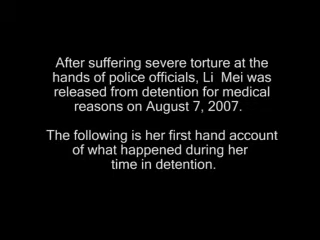 After suffering severe torture at the
hands of police officials, Li Mei was
released from detention for medical
reasons on August 7, 2007.
The following is her first hand account
of what happened during her
time in detention.